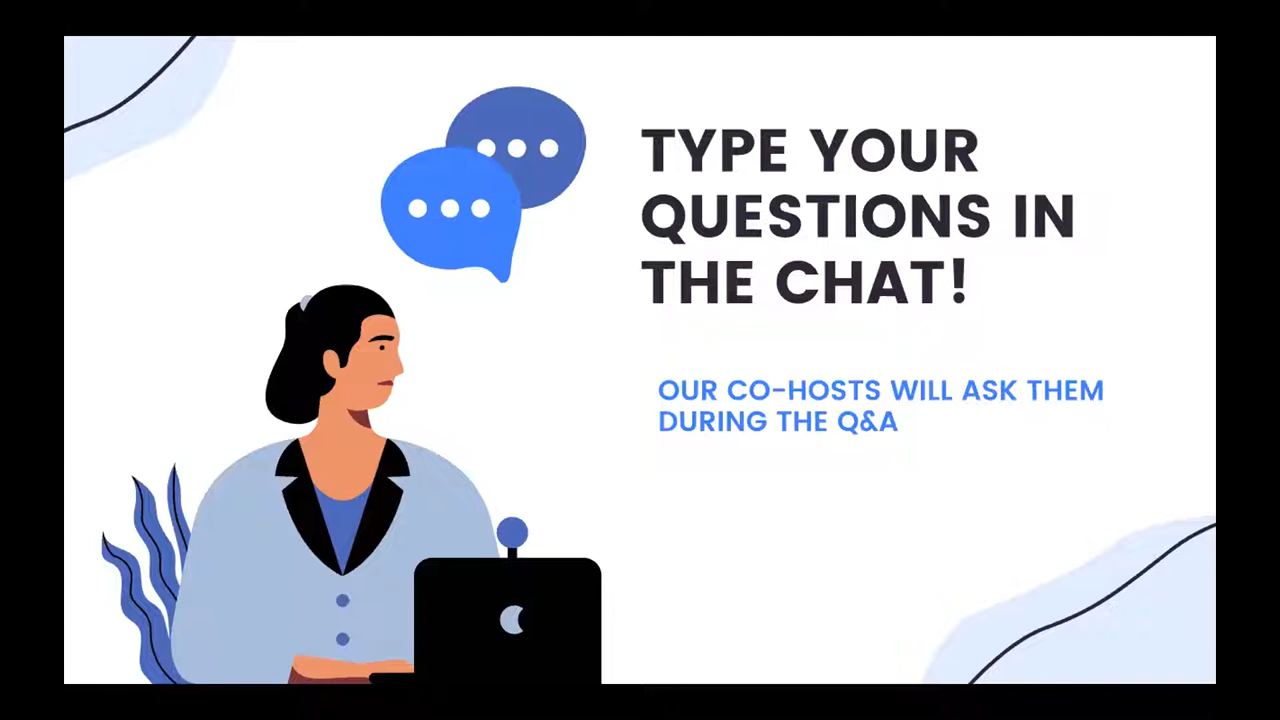 TYPE YOUR
QUESTIONS IN
THE CHAT!
OUR CO-HOSTS WILL ASK THEM
DURING THE Q&A